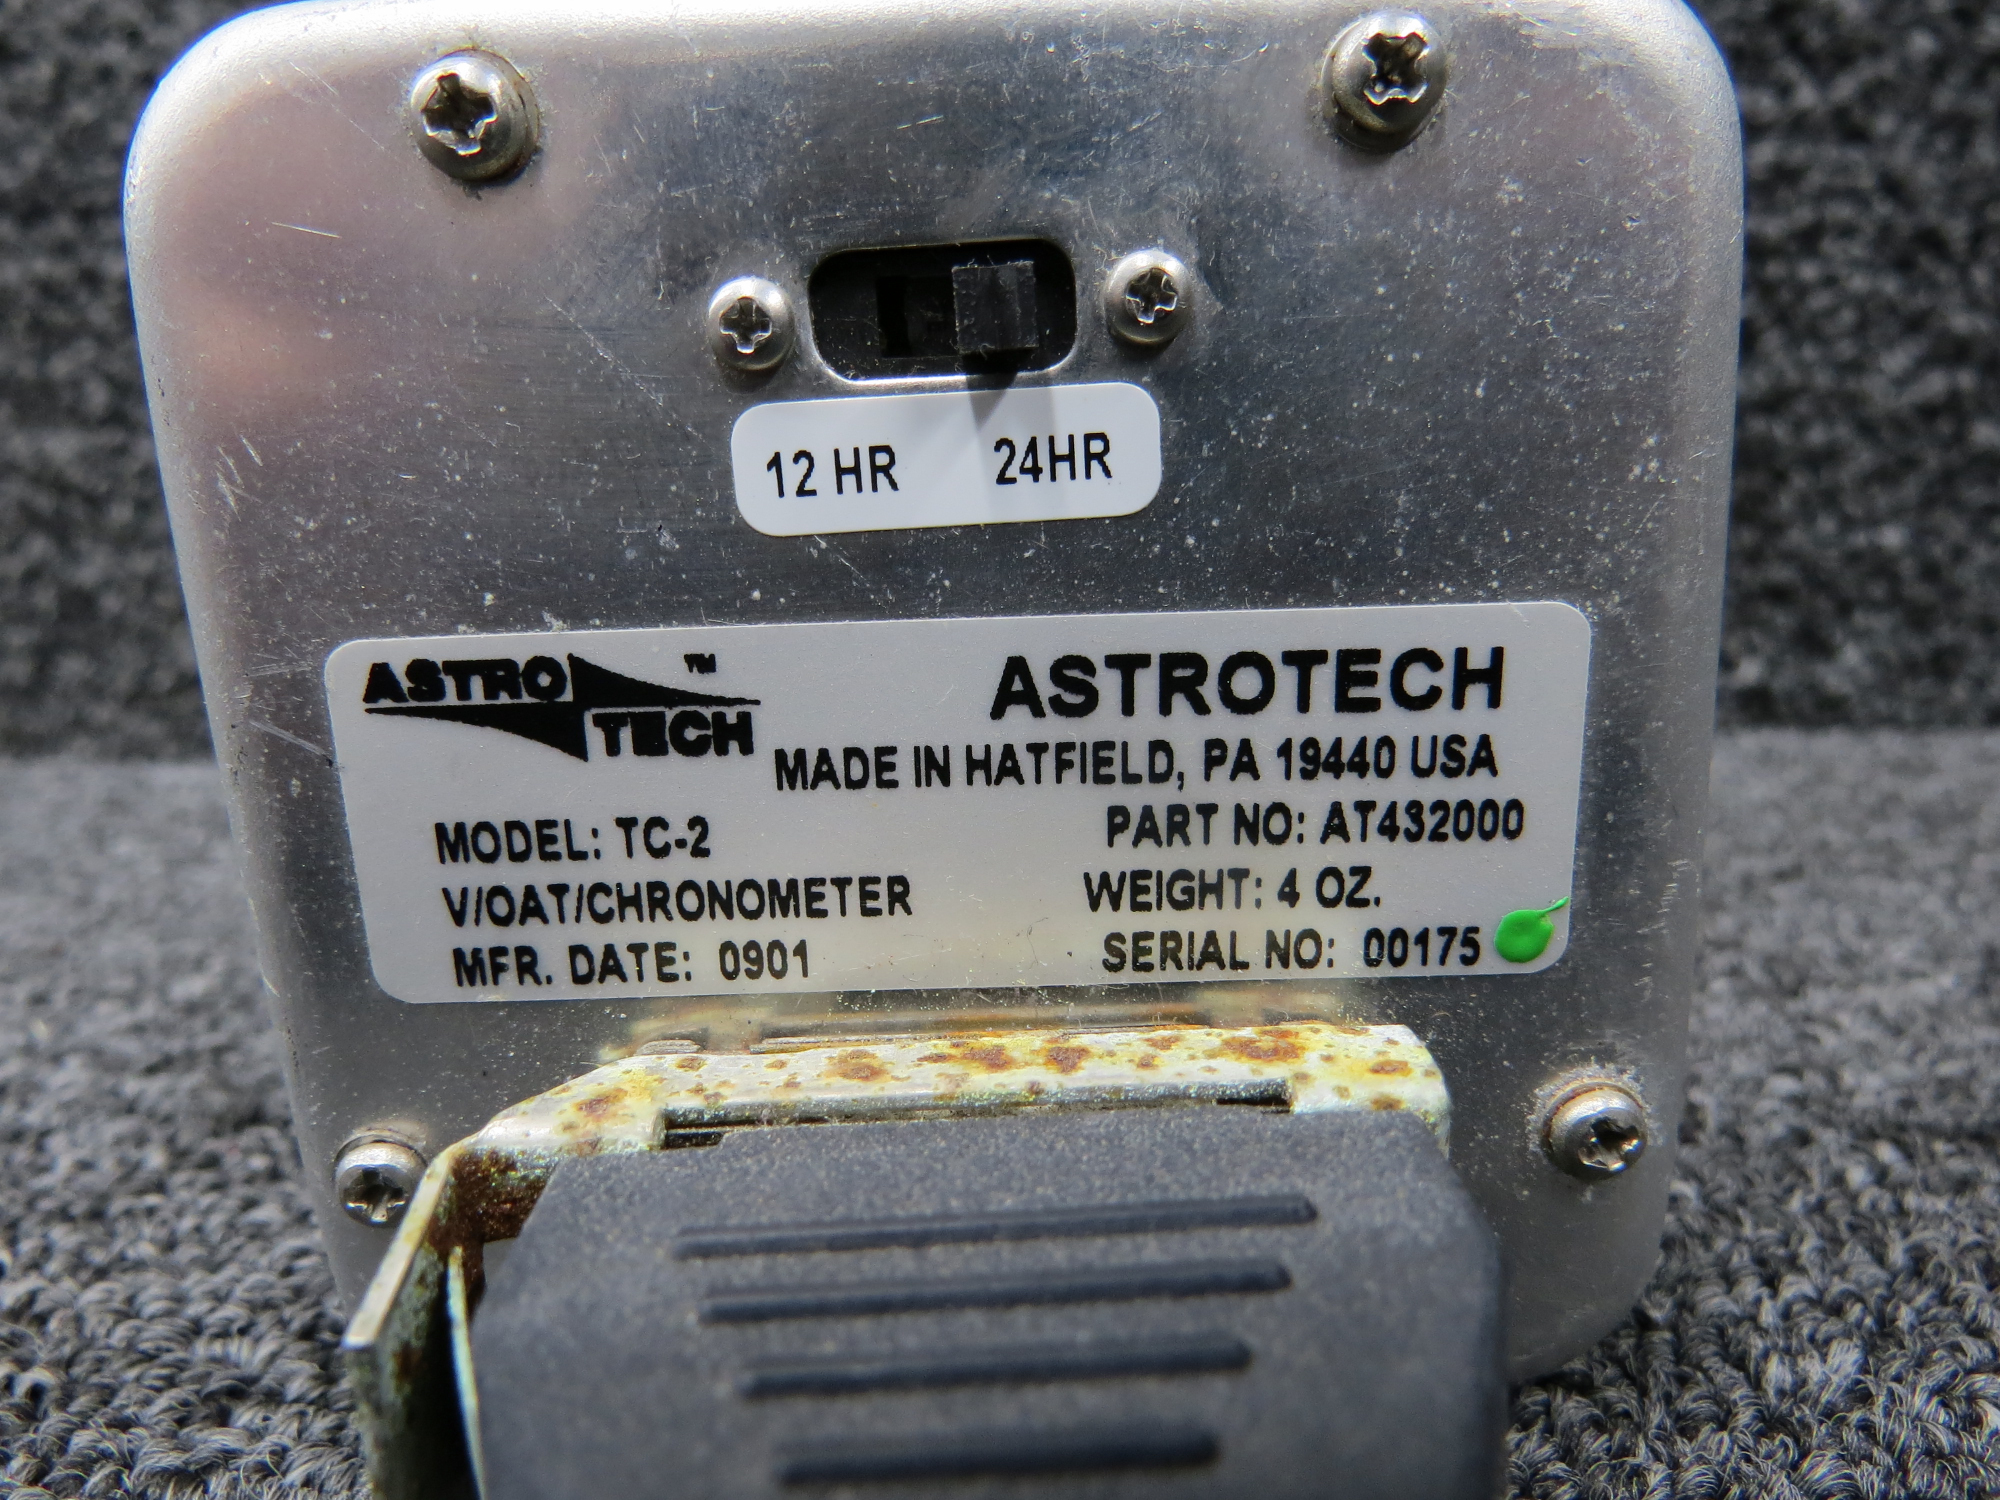 12 HR 24HR
ASTRO TECH ™
ASTROTECH
MADE IN HATFIELD, PA 19440 USA
MODEL: TC-2 PART NO: AT432000
V/OAT/CHRONOMETER WEIGHT: 4 OZ.
MFR. DATE: 0901 SERIAL NO: 00175